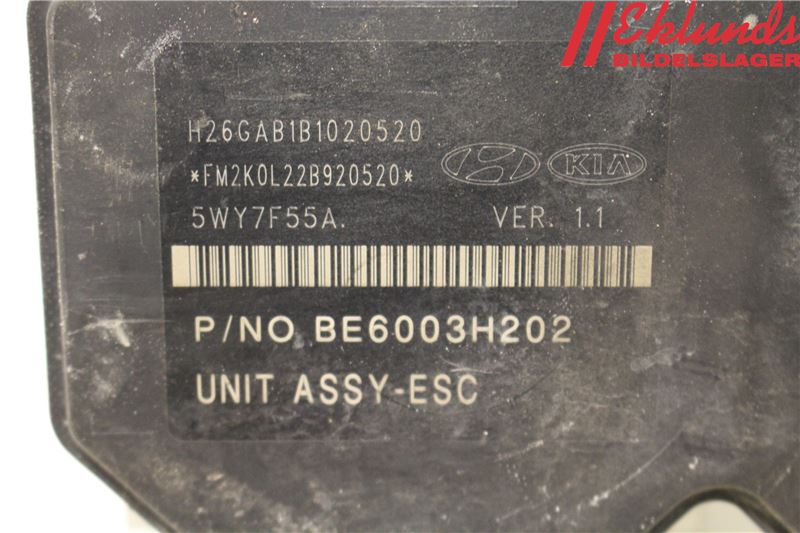 Eklunds
BILDELSLAGER
H26GAB1B1020520
*FM2K0L22B920520*
KIA
5WY7F55A. VER. 1.1
P/NO BE6003H202
UNIT ASSY-ESC